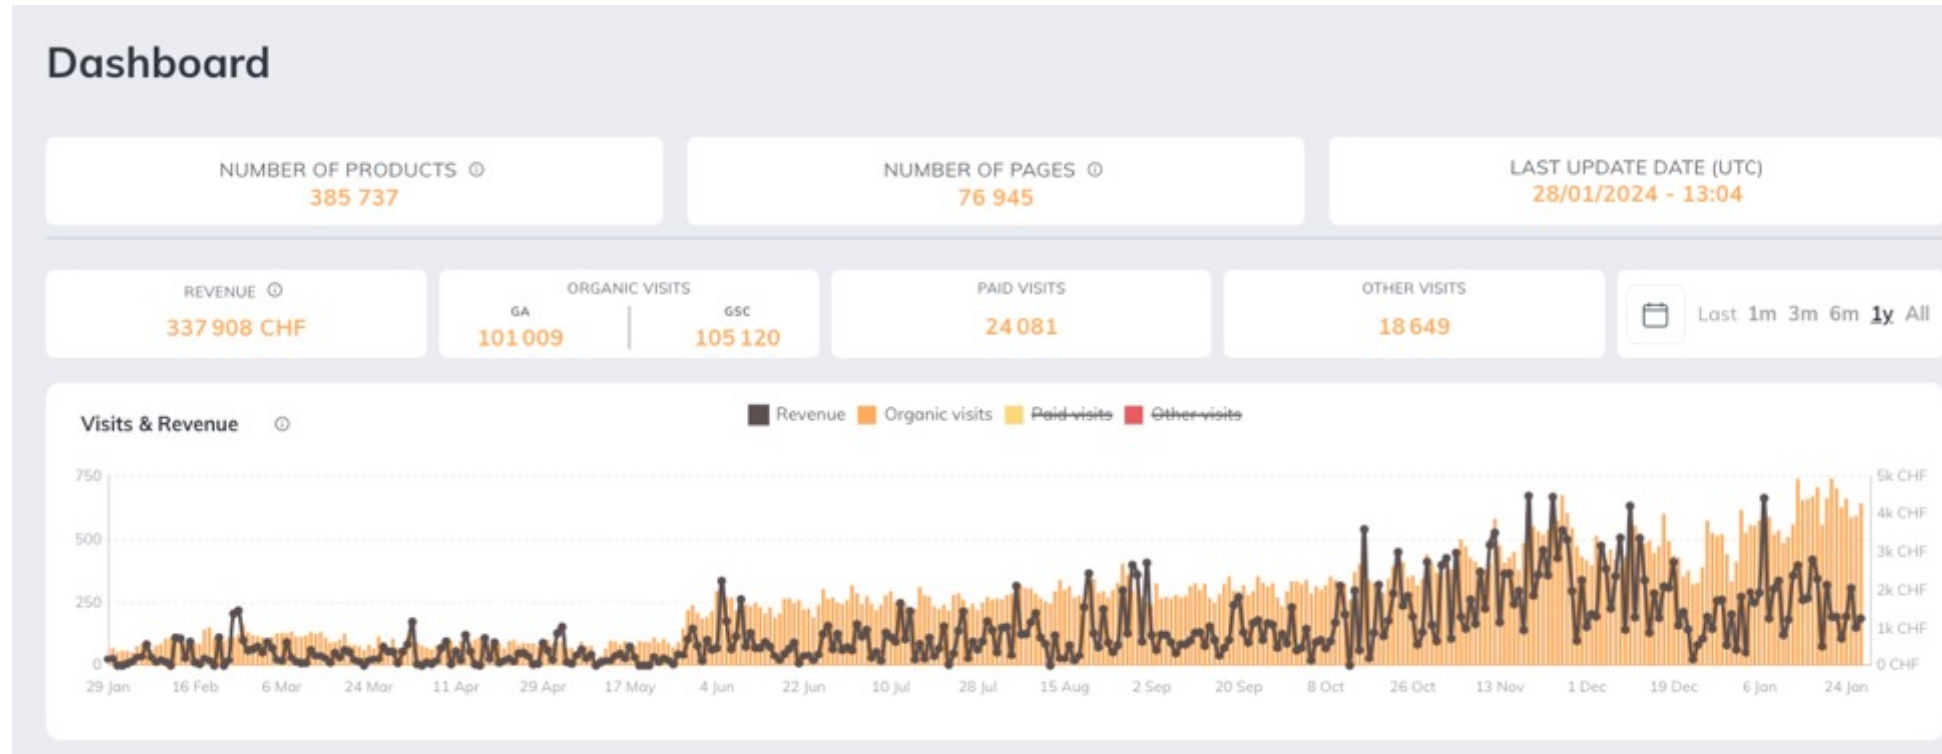 Dashboard
NUMBER OF PRODUCTS
385 737
NUMBER OF PAGES
76 945
LAST UPDATE DATE (UTC)
28/01/2024 - 13:04
REVENUE
337 908 CHF
ORGANIC VISITS
GA
101 009
GSC
105 120
PAID VISITS
24 081
OTHER VISITS
18 649
Last 1m 3m 6m 1y All
Visits & Revenue
Revenue Organic visits Paid visits Other visits
750
500
250
0
5k CHF
4k CHF
3k CHF
2k CHF
1k CHF
0 CHF
29 Jan 16 Feb 6 Mar 24 Mar 11 Apr 29 Apr 17 May 4 Jun 22 Jun 10 Jul 28 Jul 15 Aug 2 Sep 20 Sep 8 Oct 26 Oct 13 Nov 1 Dec 19 Dec 6 Jan 24 Jan